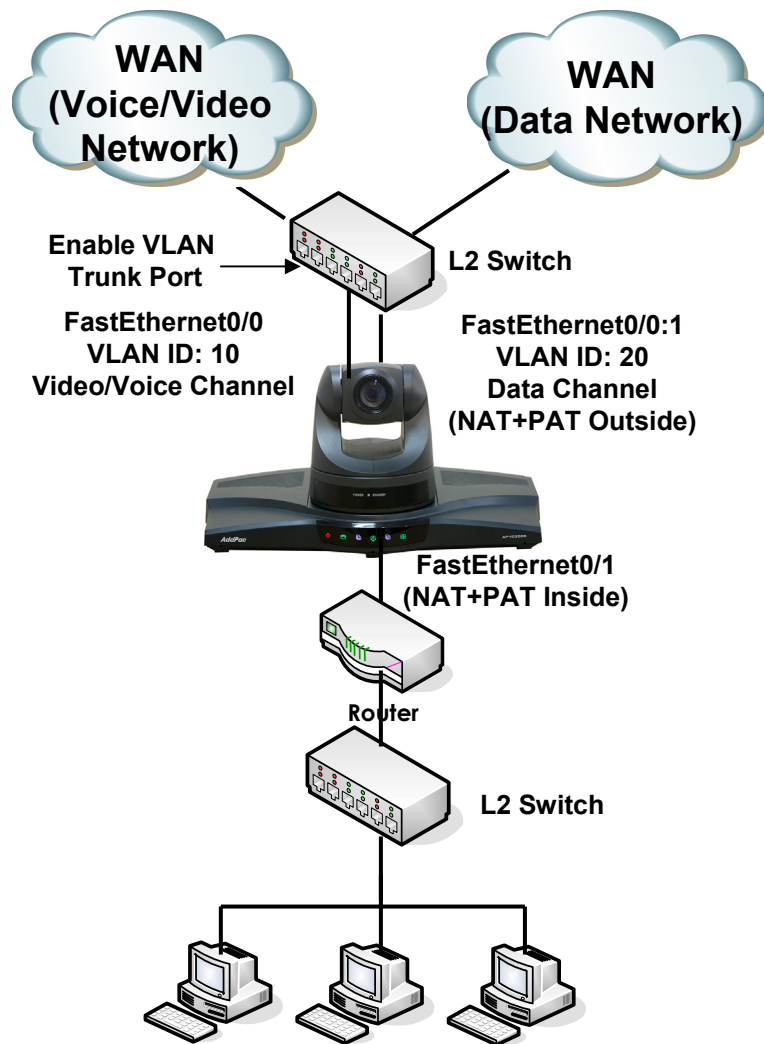 WAN
(Voice/Video
Network)
WAN
(Data Network)
Enable VLAN
Trunk Port
L2 Switch
FastEthernet0/0
VLAN ID: 10
Video/Voice Channel
FastEthernet0/0:1
VLAN ID: 20
Data Channel
(NAT+PAT Outside)
AddPac
FastEthernet0/1
(NAT+PAT Inside)
Router
L2 Switch